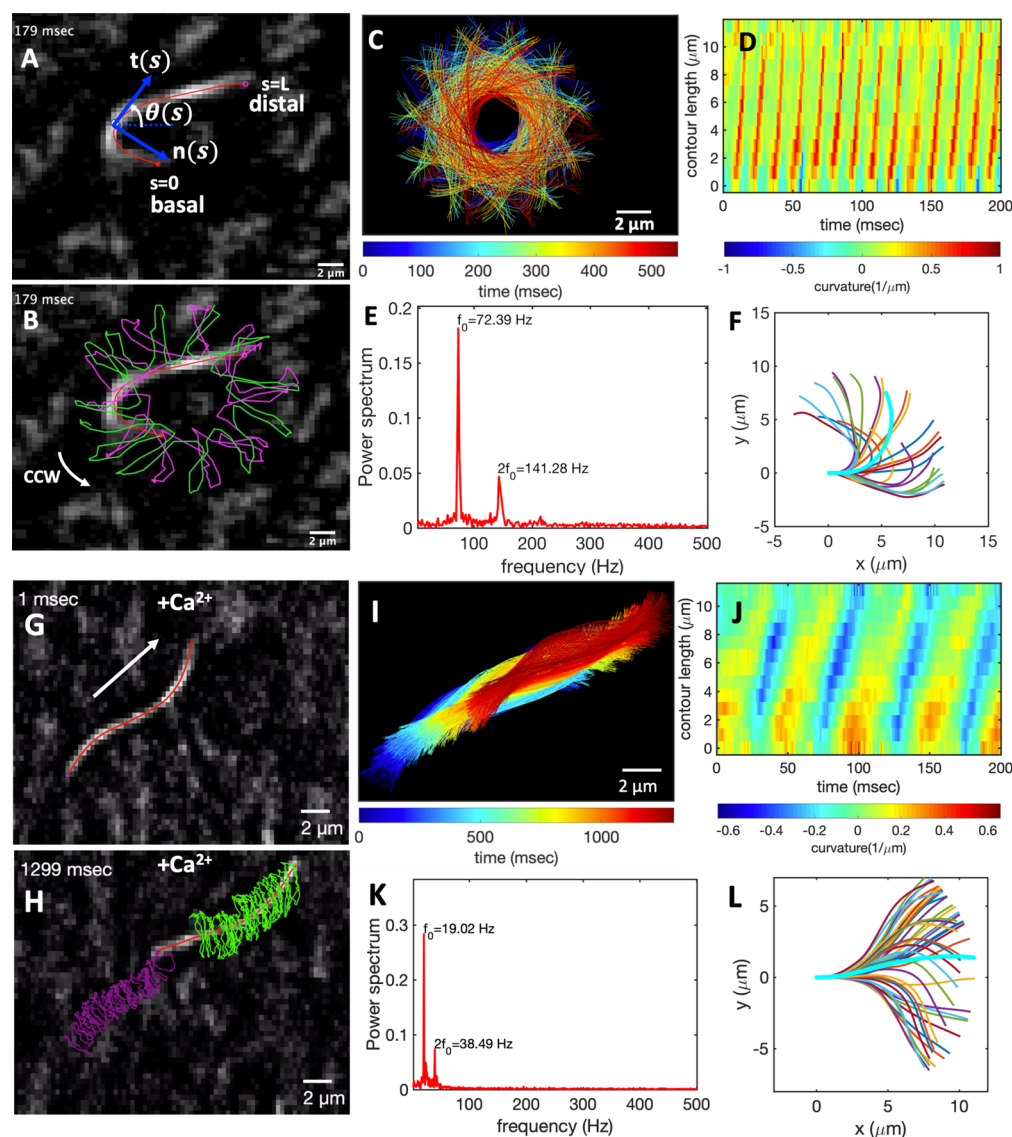 179 msec
A
t(s)
s=L
distal
θ(s)
n(s)
s=0
basal
2 μm
179 msec
B
CCW
2 μm
C
2 μm
0 100 200 300 400 500
time (msec)
D
contour length (μm)
10
8
6
4
2
0
0 50 100 150 200
time (msec)
-1 -0.5 0 0.5 1
curvature(1/μm)
E
Power spectrum
0.2
0.15
0.1
0.05
0
f₀=72.39 Hz
2f₀=141.28 Hz
0 100 200 300 400 500
frequency (Hz)
F
y (μm)
15
10
5
0
-5
-5 0 5 10 15
x (μm)
1 msec
+Ca²⁺
G
2 μm
1299 msec
+Ca²⁺
H
2 μm
I
2 μm
0 500 1000
time (msec)
J
contour length (μm)
10
8
6
4
2
0
0 50 100 150 200
time (msec)
-0.6 -0.4 -0.2 0 0.2 0.4 0.6
curvature(1/μm)
K
Power spectrum
0.3
0.2
0.1
0
f₀=19.02 Hz
2f₀=38.49 Hz
100 200 300 400 500
frequency (Hz)
L
y (μm)
5
0
-5
0 5 10
x (μm)